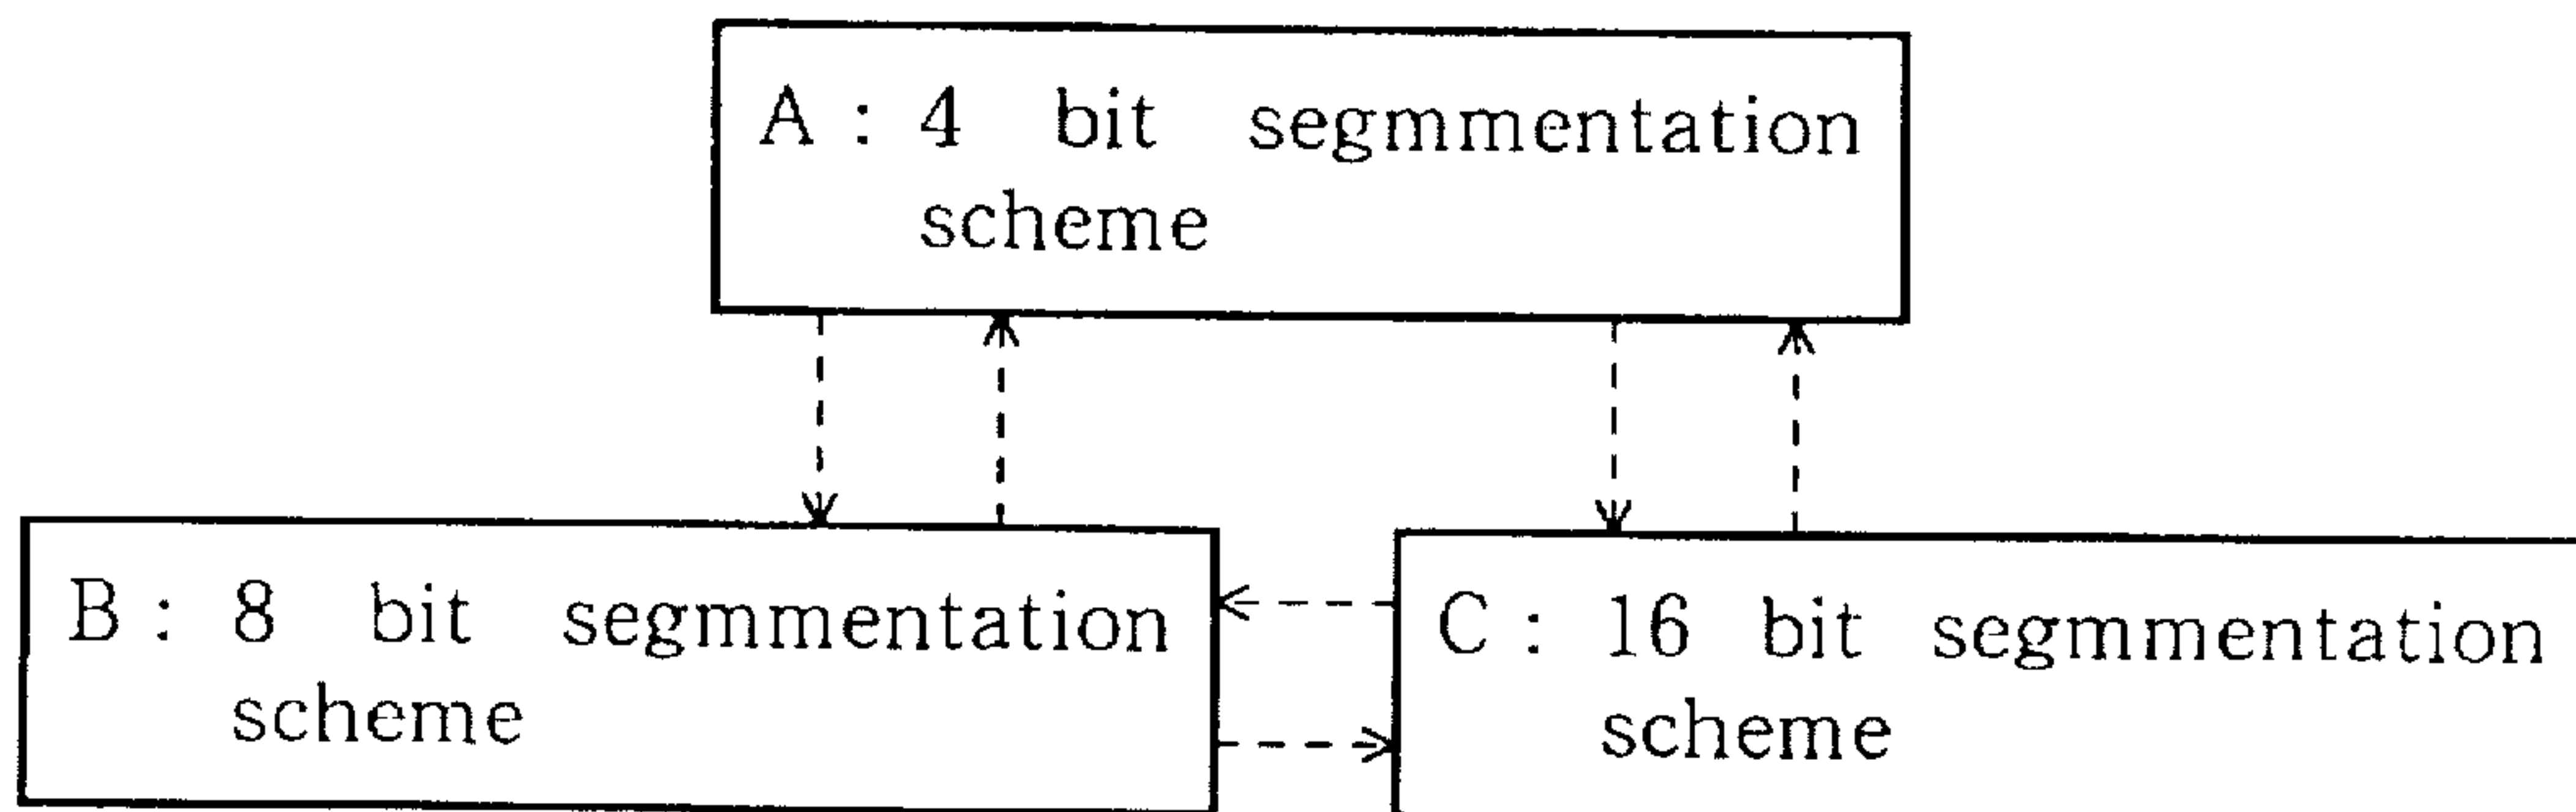 A : 4 bit segmmentation
scheme
B : 8 bit segmmentation
scheme
C : 16 bit segmmentation
scheme